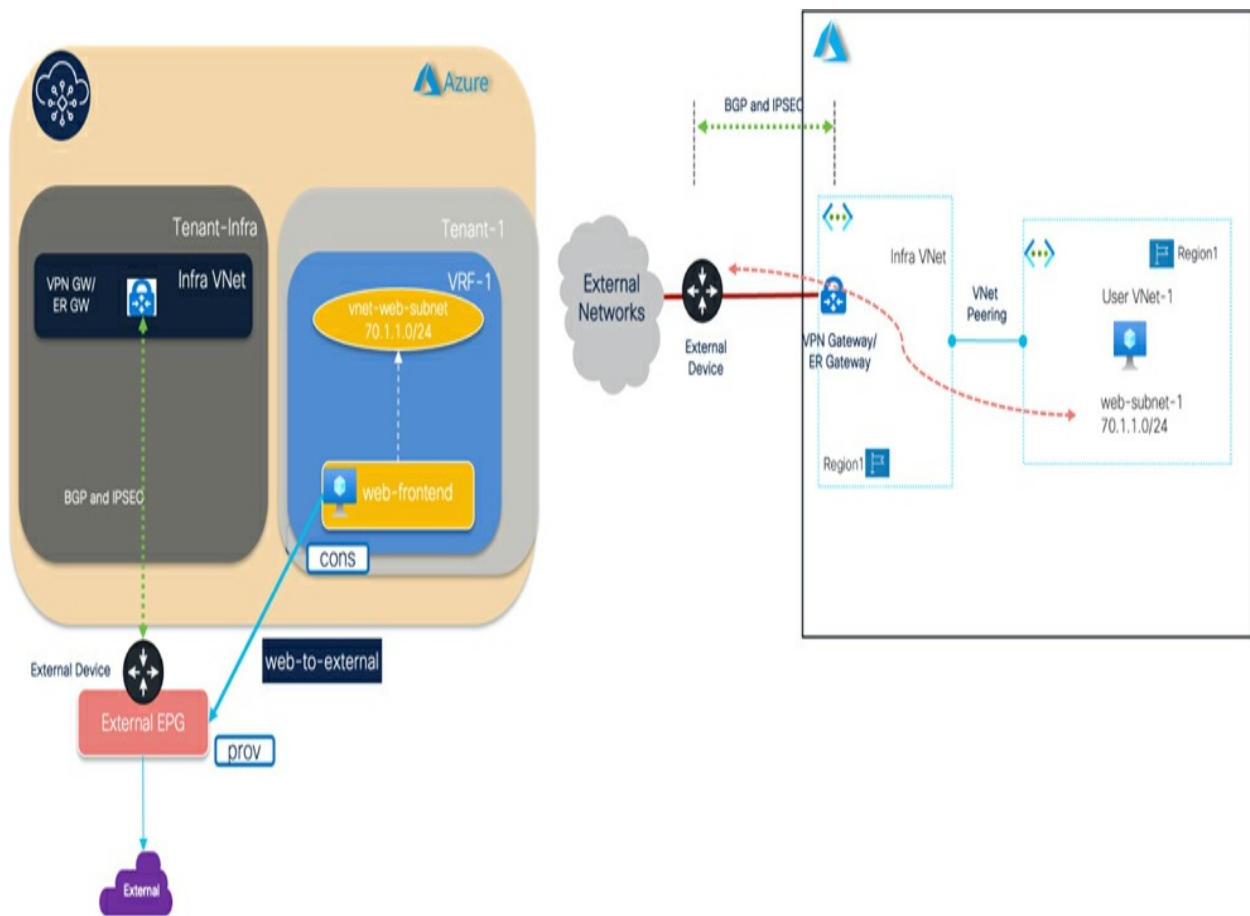 Azure
Tenant-Infra
VPN GW/
ER GW
Infra VNet
BGP and IPSEC
Tenant-1
VRF-1
vnet-web-subnet
70.1.1.0/24
web-frontend
cons
web-to-external
External Device
External EPG
prov
External
BGP and IPSEC
External
Networks
External
Device
Infra VNet
VPN Gateway/
ER Gateway
Region1
VNet
Peering
Region1
User VNet-1
web-subnet-1
70.1.1.0/24